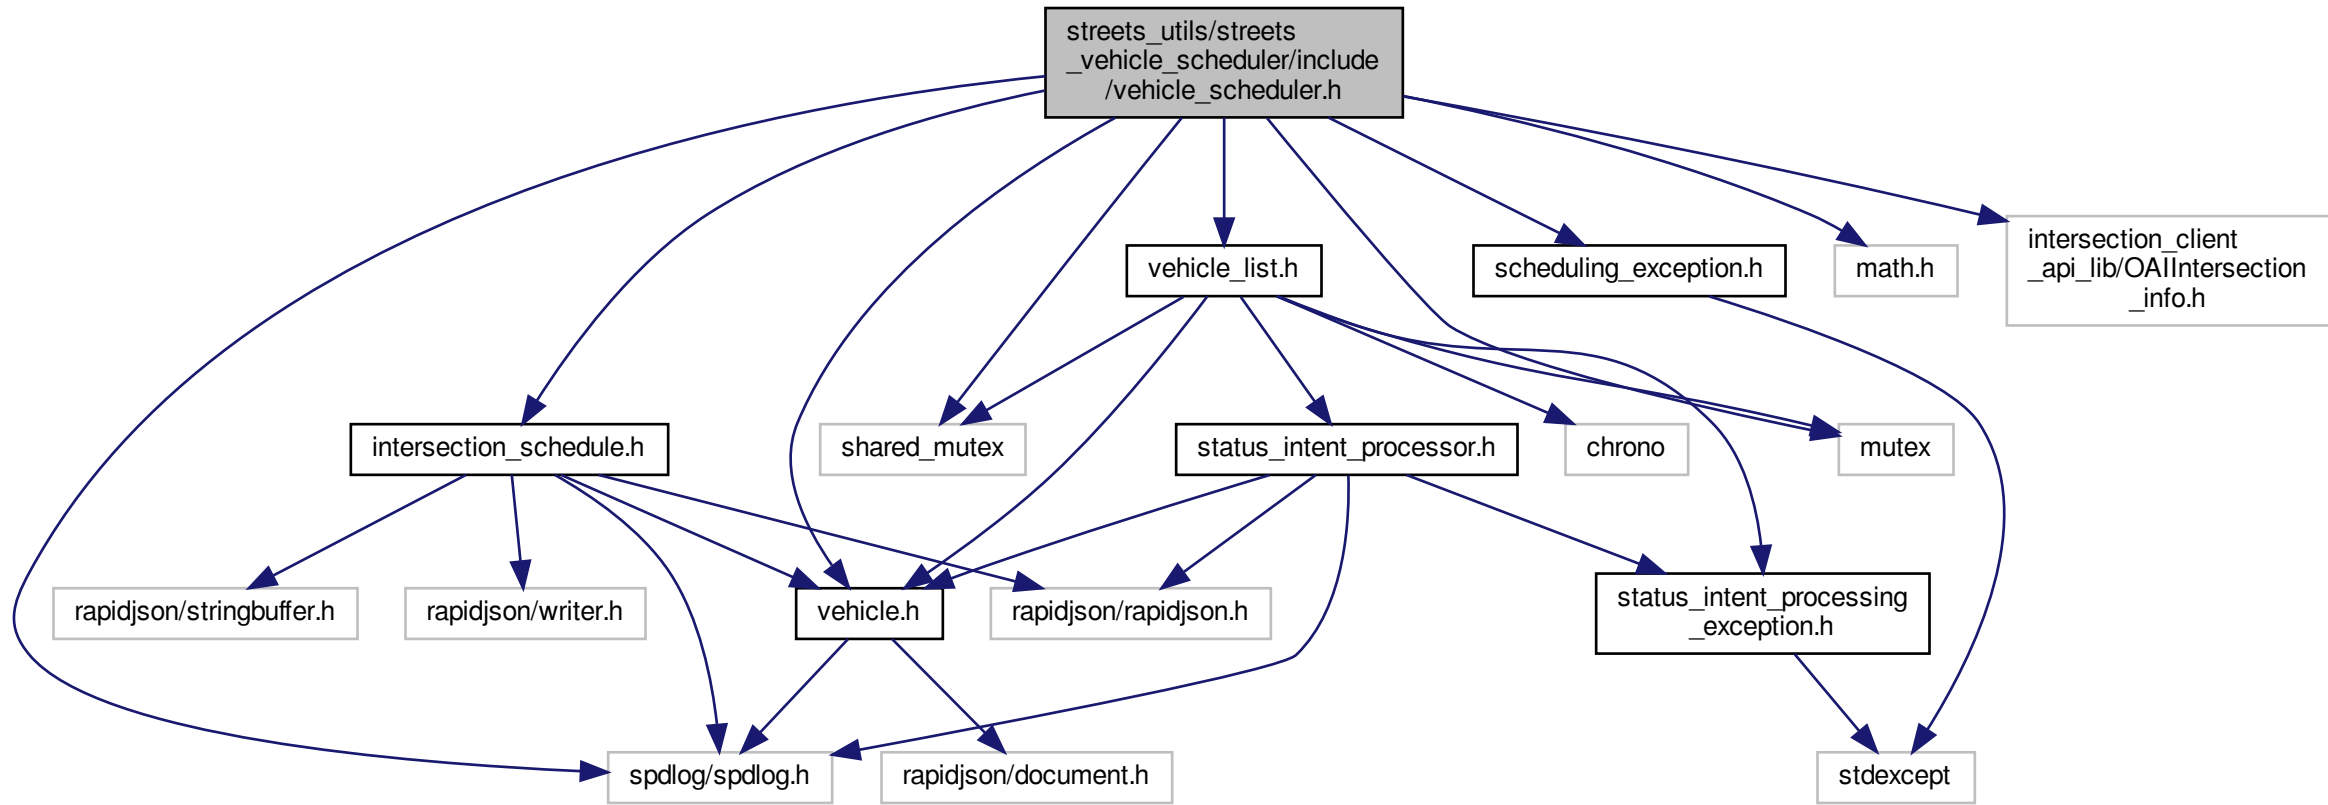 streets_utils/streets
_vehicle_scheduler/include
/vehicle_scheduler.h
vehicle_list.h
scheduling_exception.h
math.h
intersection_client
_api_lib/OAIIntersection
_info.h
intersection_schedule.h
shared_mutex
status_intent_processor.h
chrono
mutex
rapidjson/stringbuffer.h
rapidjson/writer.h
vehicle.h
rapidjson/rapidjson.h
status_intent_processing
_exception.h
spdlog/spdlog.h
rapidjson/document.h
stdexcept